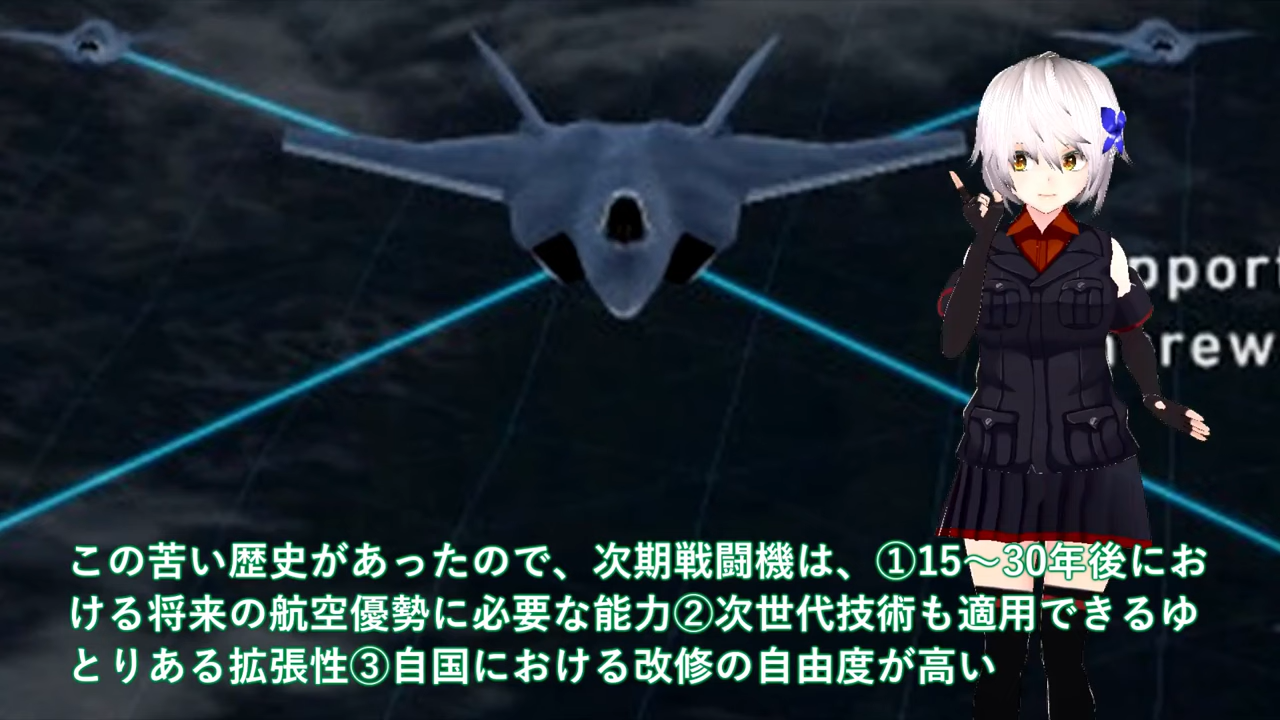 pport
rew
この苦い歴史があったので、次期戦闘機は、①15～30年後にお
ける将来の航空優勢に必要な能力②次世代技術も適用できるゆ
とりある拡張性③自国における改修の自由度が高い